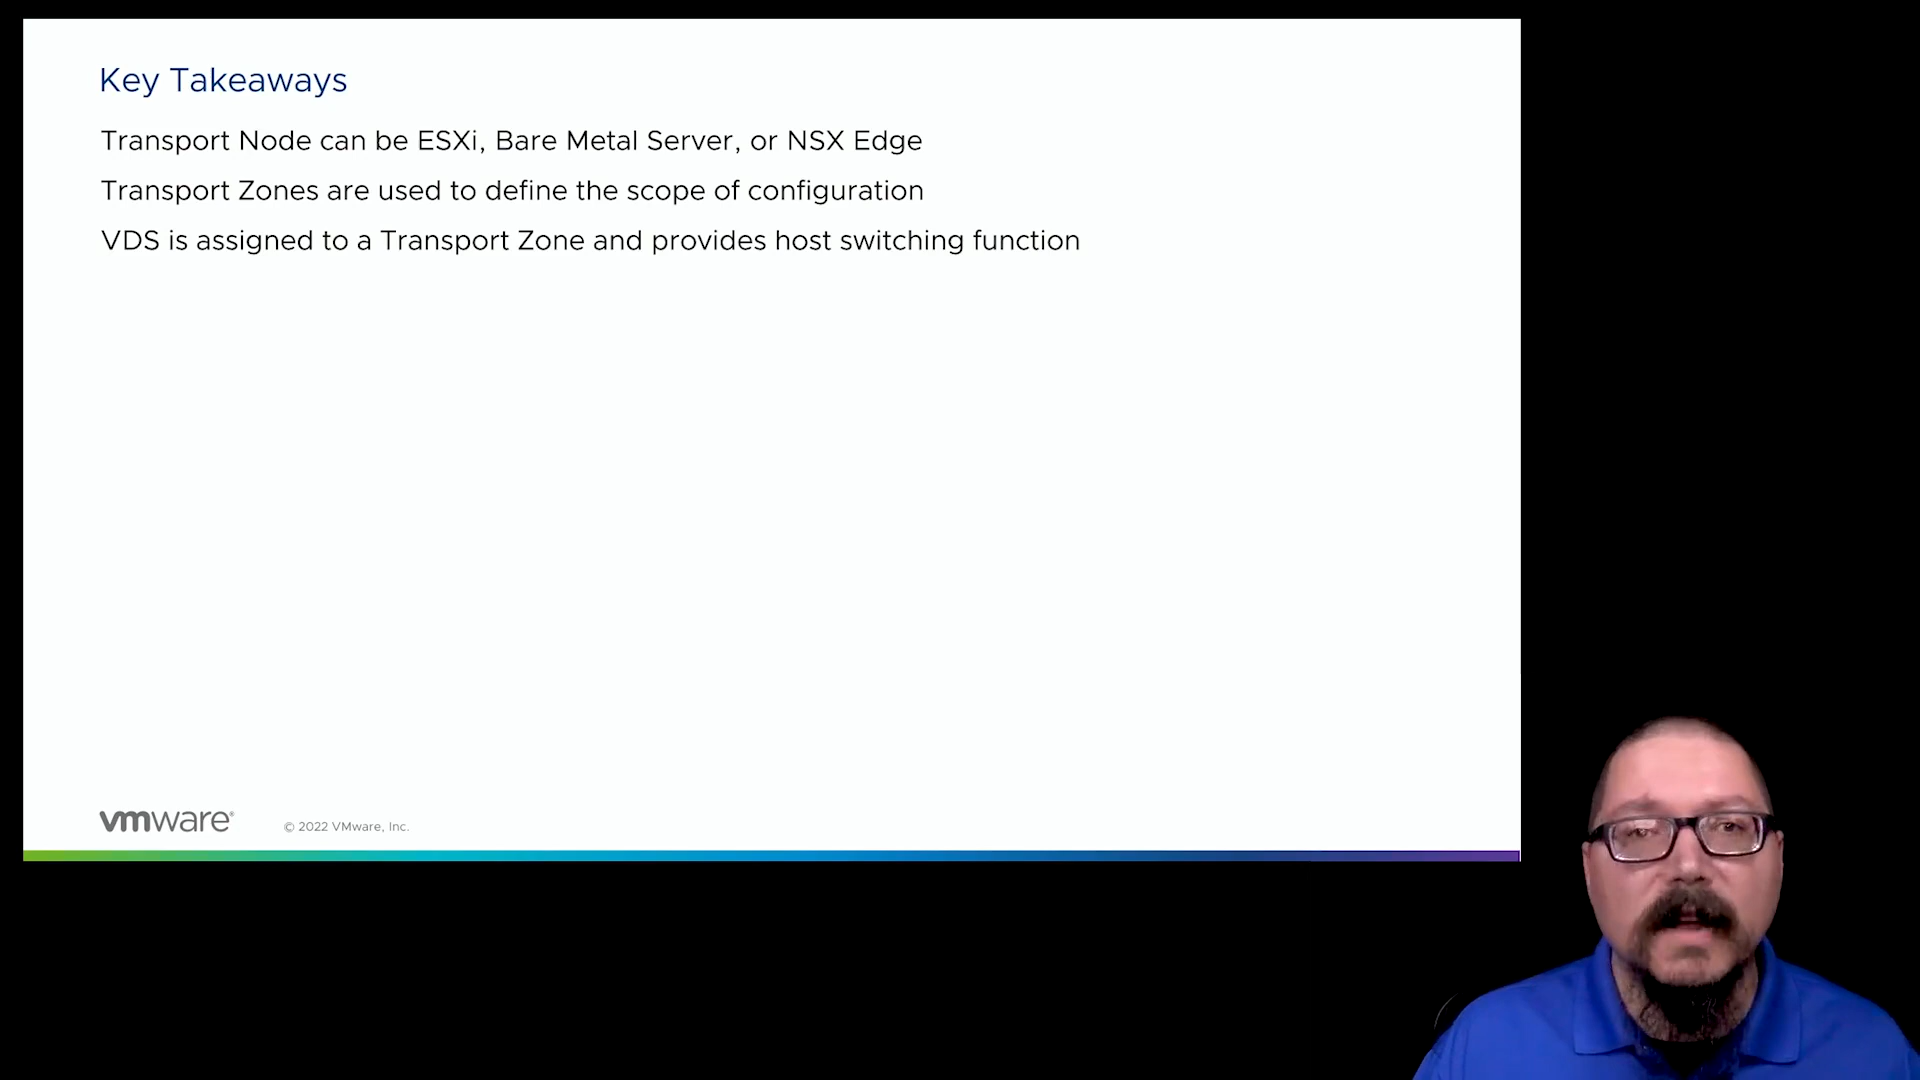 Key Takeaways
Transport Node can be ESXi, Bare Metal Server, or NSX Edge
Transport Zones are used to define the scope of configuration
VDS is assigned to a Transport Zone and provides host switching function
vmware®
© 2022 VMware, Inc.